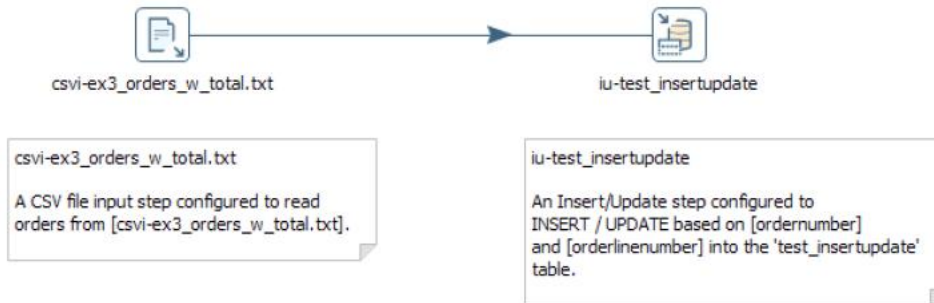 csvi-ex3_orders_w_total.txt
iu-test_insertupdate
csvi-ex3_orders_w_total.txt
A CSV file input step configured to read
orders from [csvi-ex3_orders_w_total.txt].
iu-test_insertupdate
An Insert/Update step configured to
INSERT / UPDATE based on [ordernumber]
and [orderlinenumber] into the 'test_insertupdate'
table.